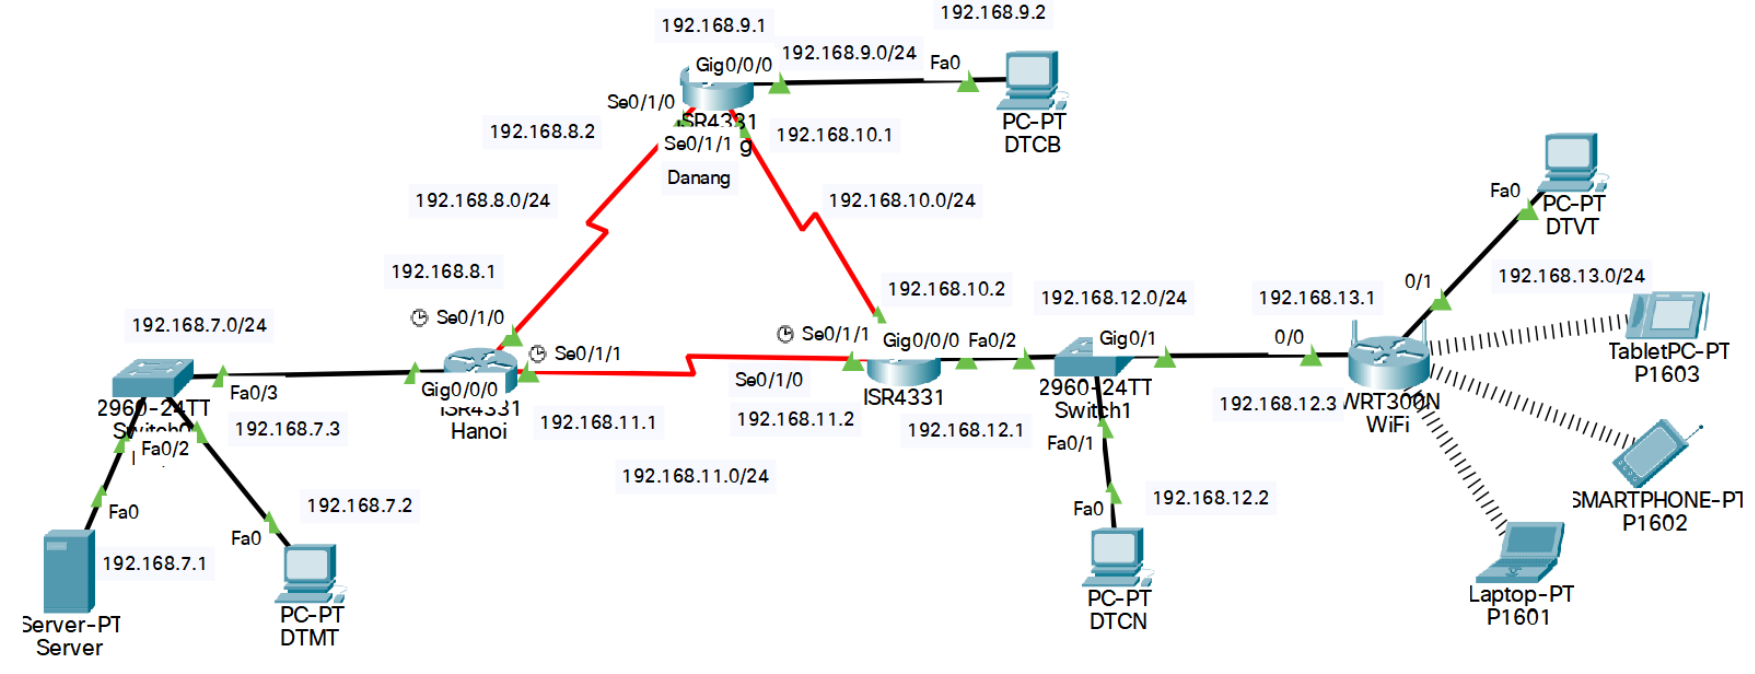 192.168.9.1
192.168.9.2
Gig0/0/0
192.168.9.0/24
Fa0
Se0/1/0
192.168.8.2
ISR4331
Se0/1/1 g
192.168.10.1
Danang
PC-PT
DTCB
192.168.8.0/24
192.168.10.0/24
Fa0
PC-PT
DTVT
192.168.8.1
192.168.10.2
192.168.12.0/24
192.168.13.1
0/1
192.168.13.0/24
192.168.7.0/24
Se0/1/0
Se0/1/1
Se0/1/1
Gig0/0/0
Fa0/2
Gig0/1
0/0
TabletPC-PT
P1603
Fa0/3
Gig0/0/0
ISR4331
Hanoi
Se0/1/0
ISR4331
2960-24TT
Switch1
WRT300N
WiFi
2960-24TT
Fa0/2
192.168.7.3
192.168.11.1
192.168.11.2
192.168.12.1
192.168.12.3
Fa0/1
192.168.11.0/24
Fa0
192.168.7.2
Fa0
192.168.7.1
Fa0
192.168.12.2
SMARTPHONE-PT
P1602
Server-PT
Server
PC-PT
DTMT
PC-PT
DTCN
Laptop-PT
P1601